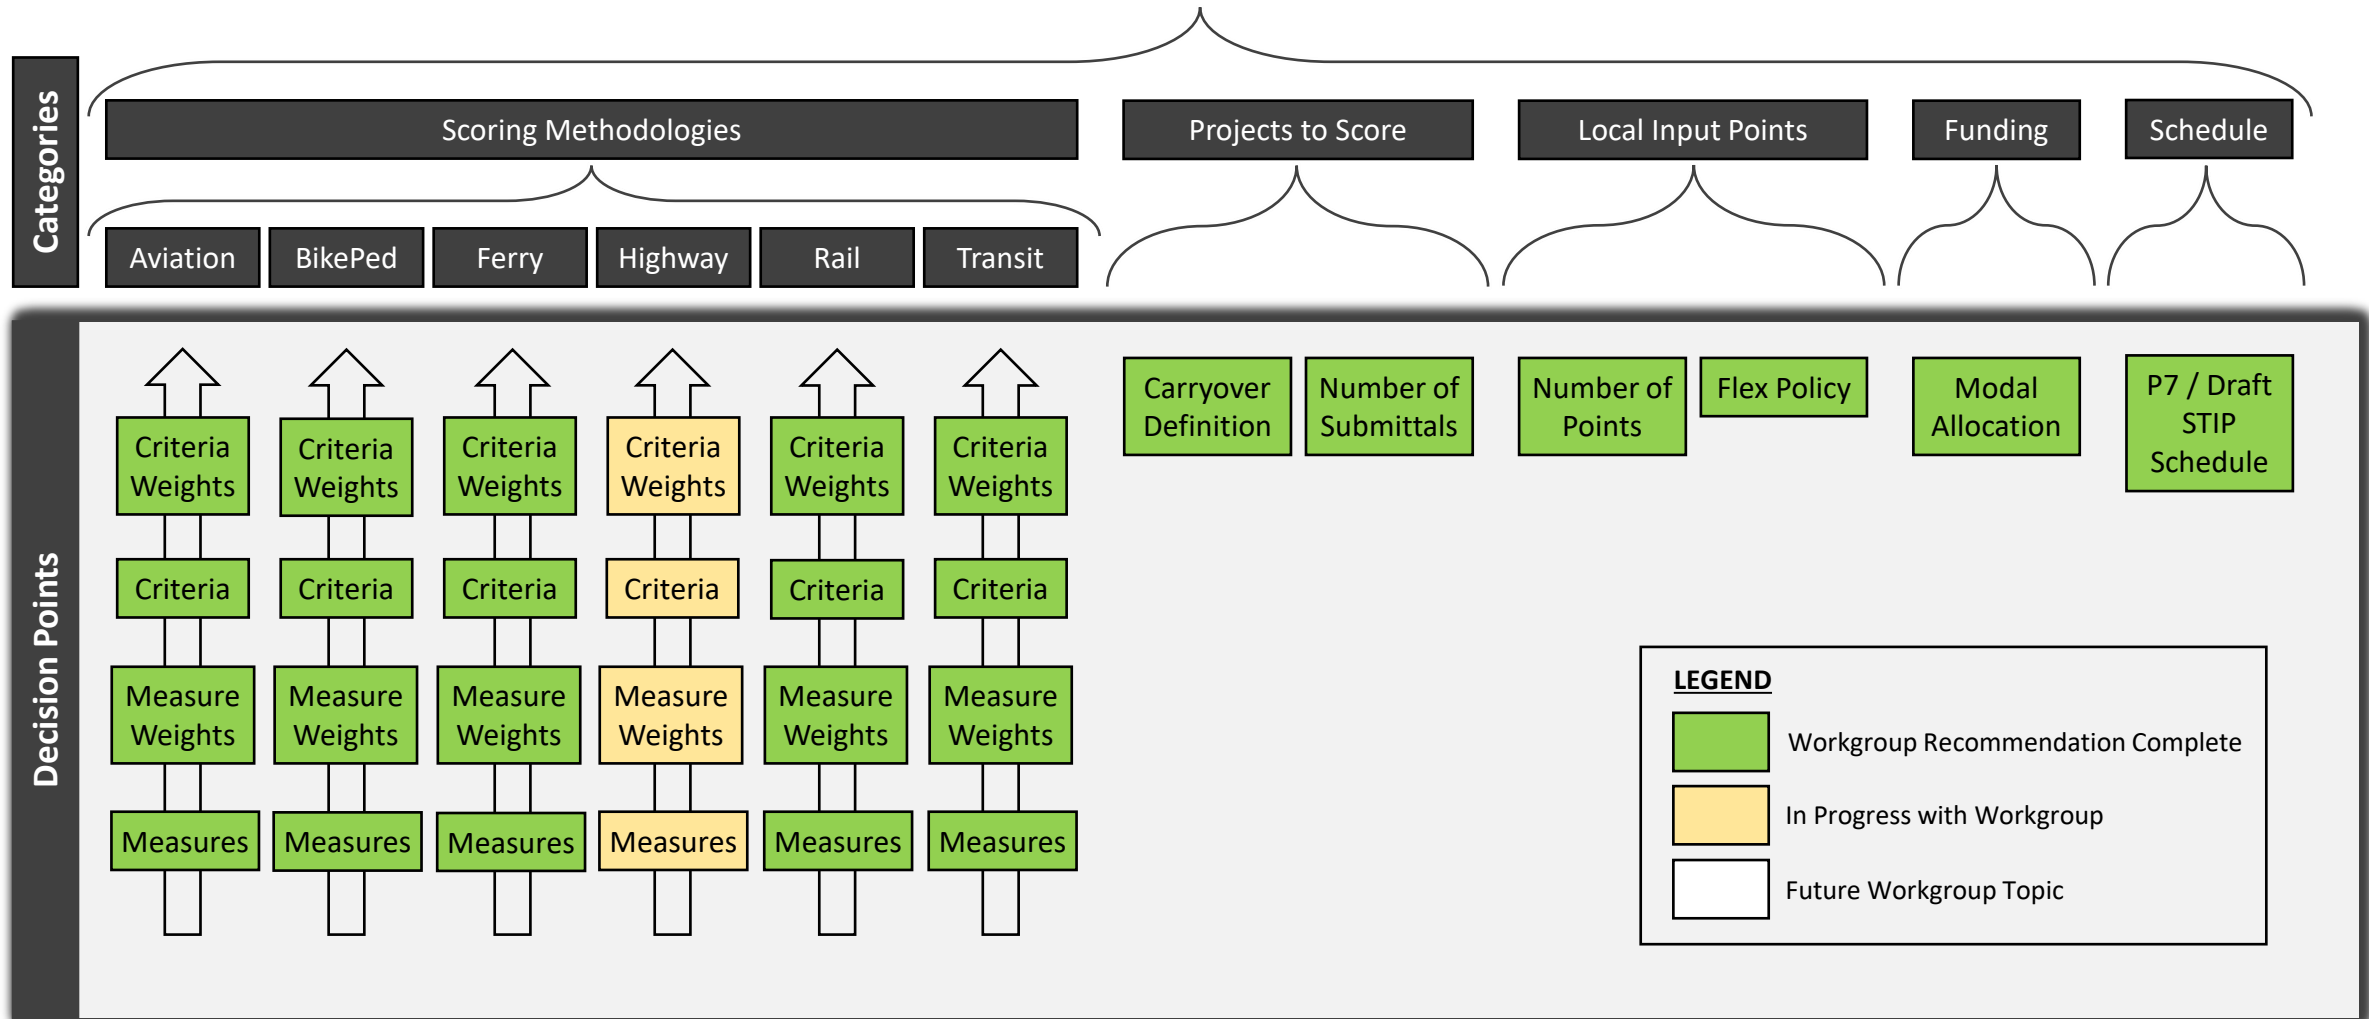 Categories
Scoring Methodologies
Projects to Score
Local Input Points
Funding
Schedule
Aviation
BikePed
Ferry
Highway
Rail
Transit
Decision Points
Criteria
Weights
Criteria
Weights
Criteria
Weights
Criteria
Weights
Criteria
Weights
Criteria
Weights
Carryover
Definition
Number of
Submittals
Number of
Points
Flex Policy
Modal
Allocation
P7 / Draft
STIP
Schedule
Criteria
Criteria
Criteria
Criteria
Criteria
Criteria
Measure
Weights
Measure
Weights
Measure
Weights
Measure
Weights
Measure
Weights
Measure
Weights
Measures
Measures
Measures
Measures
Measures
Measures
LEGEND
Workgroup Recommendation Complete
In Progress with Workgroup
Future Workgroup Topic